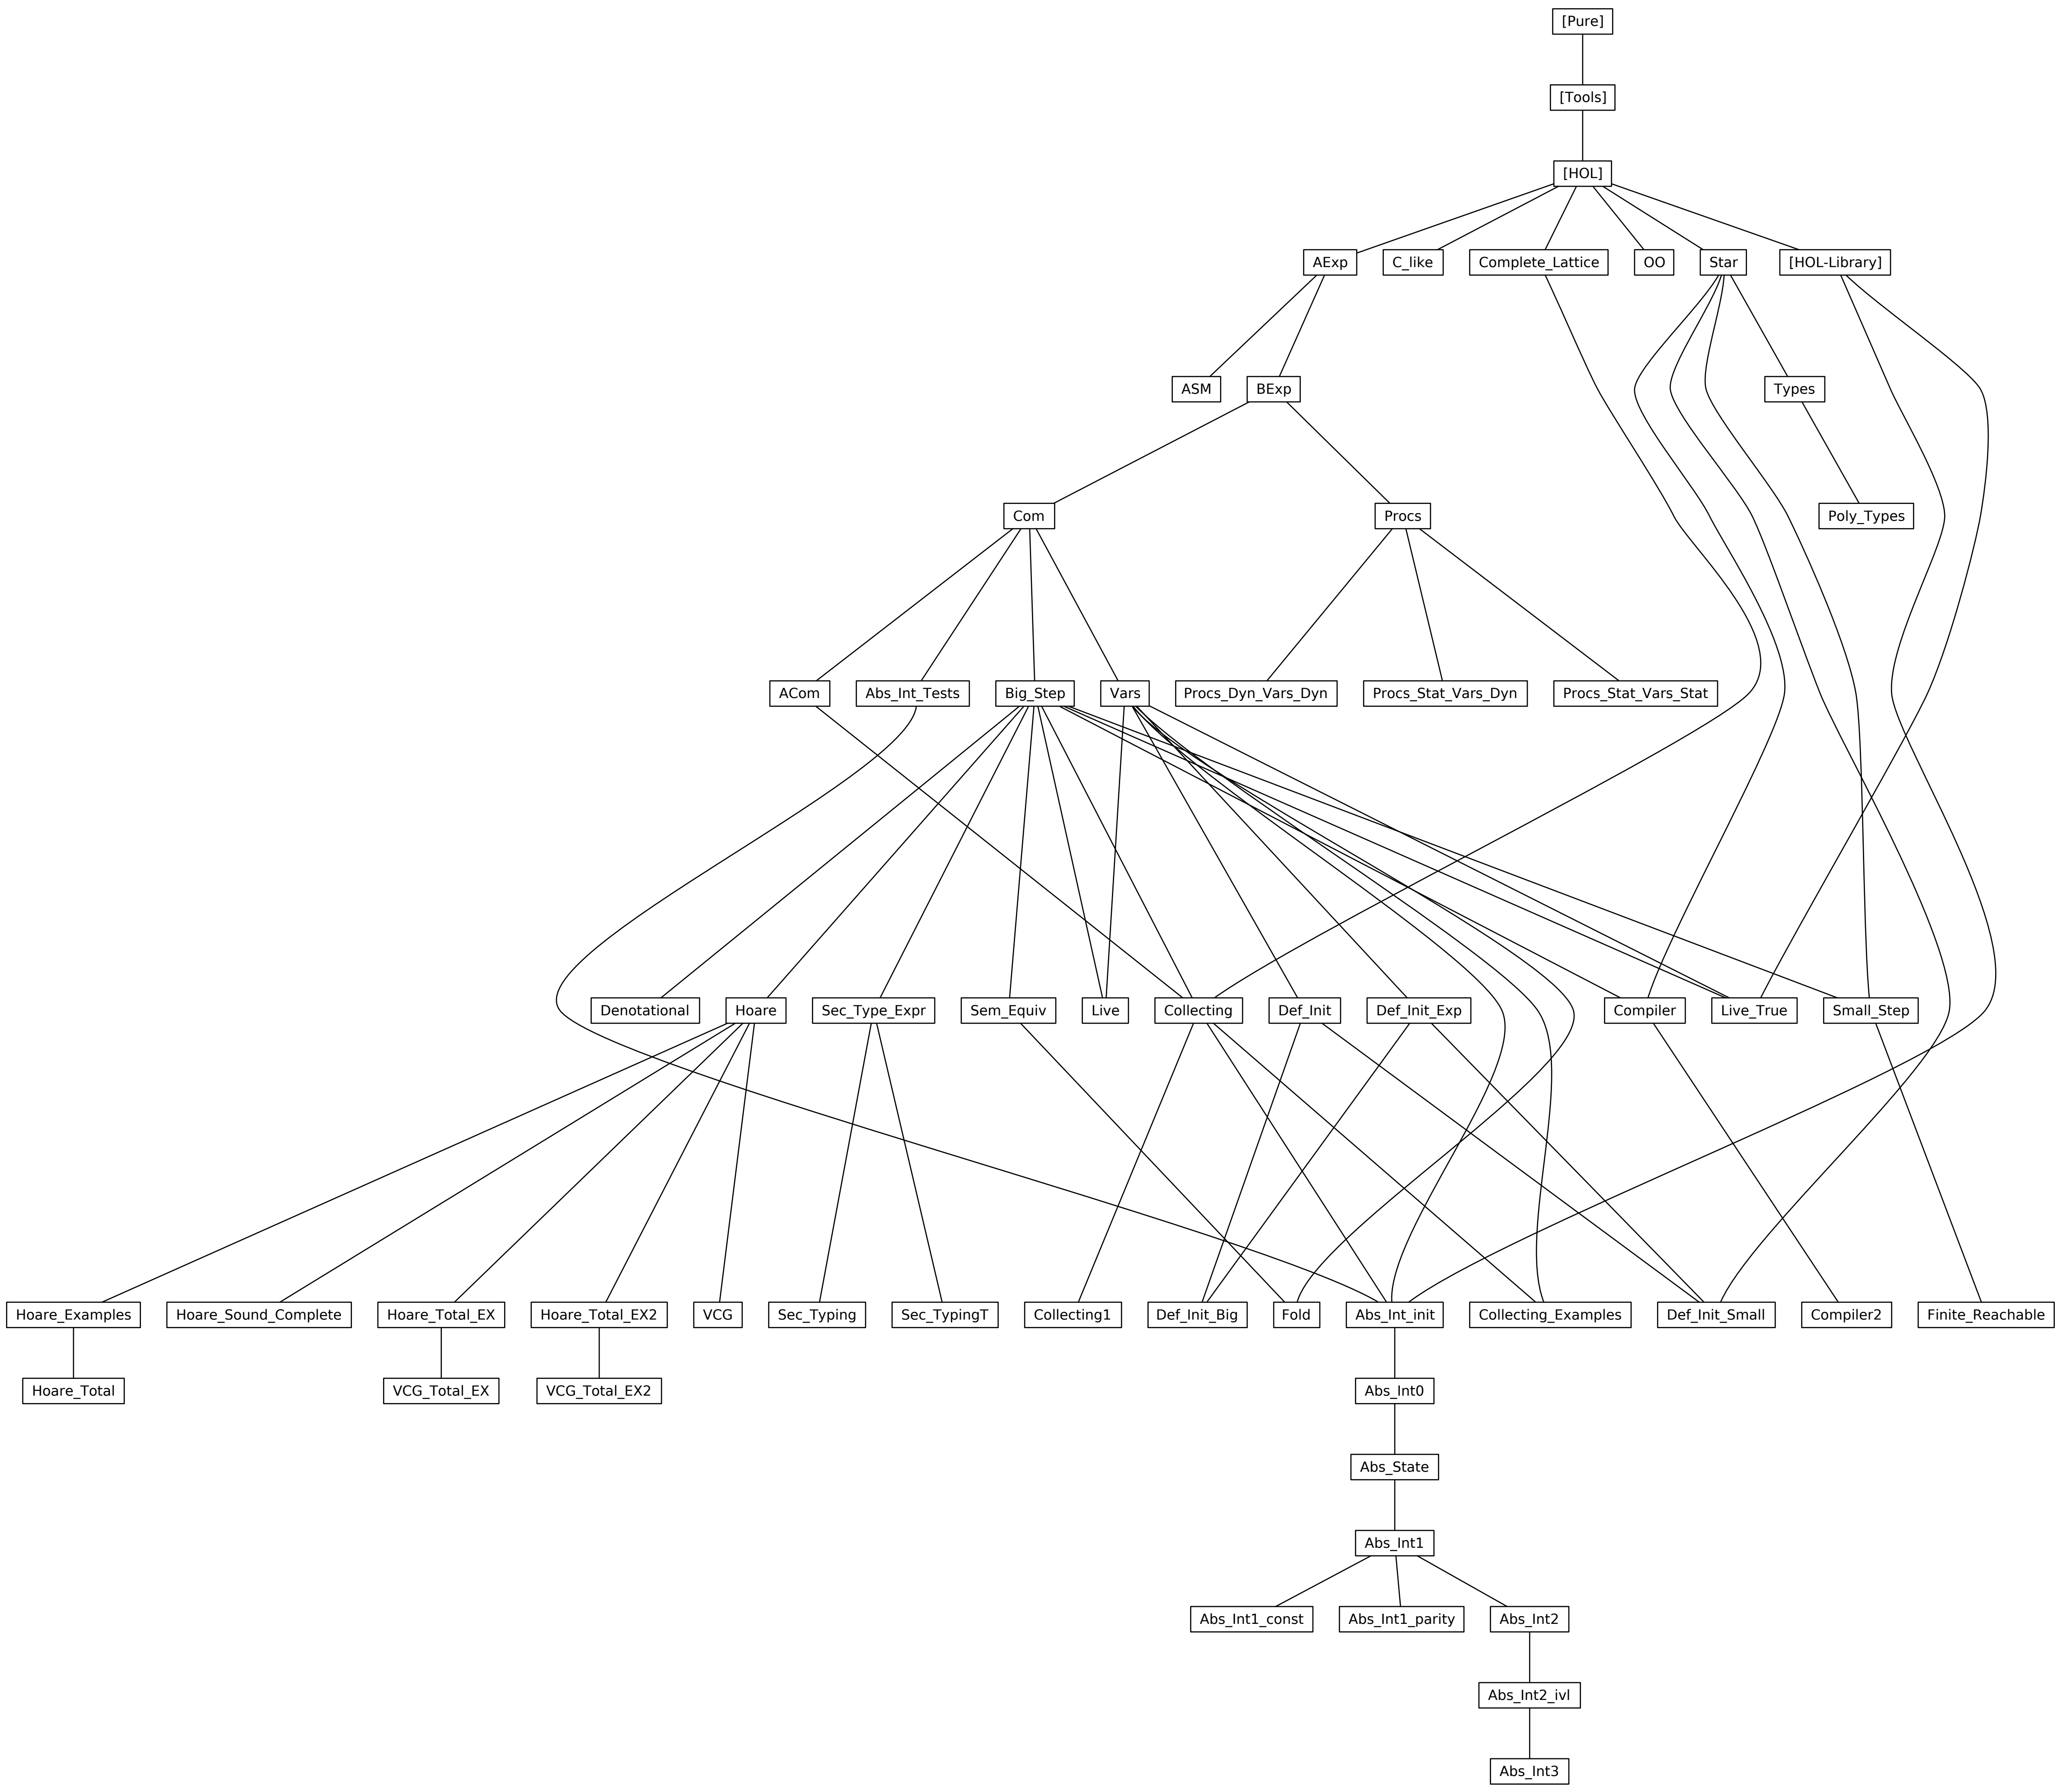 [Pure]
[Tools]
[HOL]
AExp
C_like
Complete_Lattice
OO
Star
[HOL-Library]
ASM
BExp
Types
Com
Procs
Poly_Types
ACom
Abs_Int_Tests
Big_Step
Vars
Procs_Dyn_Vars_Dyn
Procs_Stat_Vars_Dyn
Procs_Stat_Vars_Stat
Denotational
Hoare
Sec_Type_Expr
Sem_Equiv
Live
Collecting
Def_Init
Def_Init_Exp
Compiler
Live_True
Small_Step
Hoare_Examples
Hoare_Sound_Complete
Hoare_Total_EX
Hoare_Total_EX2
VCG
Sec_Typing
Sec_TypingT
Collecting1
Def_Init_Big
Fold
Abs_Int_init
Collecting_Examples
Def_Init_Small
Compiler2
Finite_Reachable
Hoare_Total
VCG_Total_EX
VCG_Total_EX2
Abs_Int0
Abs_State
Abs_Int1
Abs_Int1_const
Abs_Int1_parity
Abs_Int2
Abs_Int2_ivl
Abs_Int3